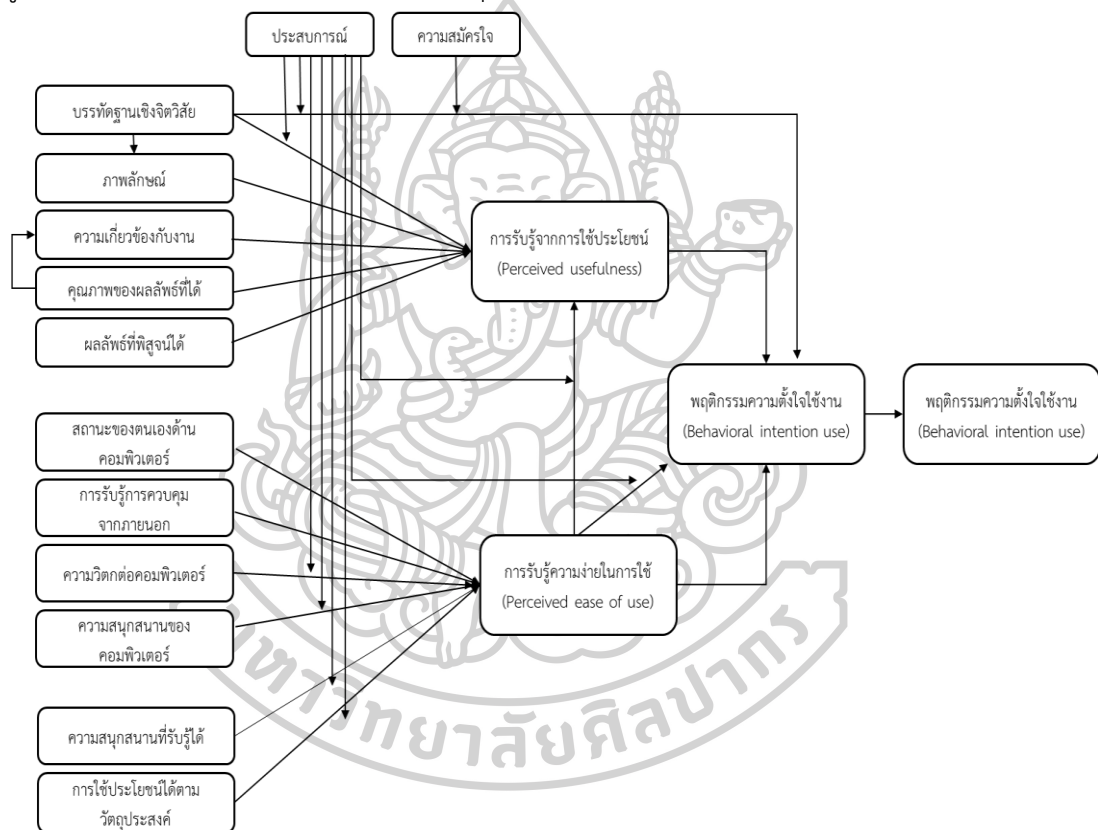 ประสบการณ์
ความสมัครใจ
บรรทัดฐานเชิงจิตวิสัย
ภาพลักษณ์
ความเกี่ยวข้องกับงาน
คุณภาพของผลลัพธ์ที่ได้
ผลลัพธ์ที่พิสูจน์ได้
การรับรู้จากการใช้ประโยชน์
(Perceived usefulness)
พฤติกรรมความตั้งใจใช้งาน
(Behavioral intention use)
พฤติกรรมความตั้งใจใช้งาน
(Behavioral intention use)
สถานะของตนเองด้าน
คอมพิวเตอร์
การรับรู้การควบคุม
จากภายนอก
ความวิตกต่อคอมพิวเตอร์
ความสนุกสนานของ
คอมพิวเตอร์
การรับรู้ความง่ายในการใช้
(Perceived ease of use)
ความสนุกสนานที่รับรู้ได้
การใช้ประโยชน์ได้ตาม
วัตถุประสงค์
มหาวิทยาลัยศิลปากร